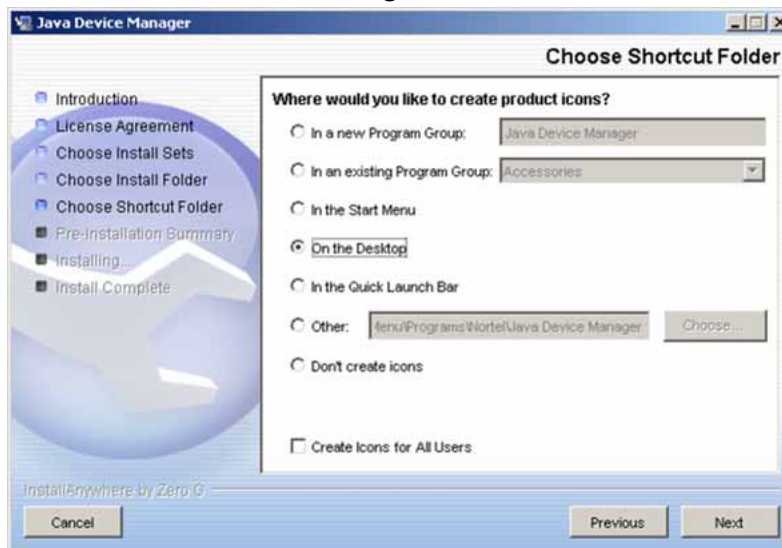 Java Device Manager
Choose Shortcut Folder
Introduction
License Agreement
Choose Install Sets
Choose Install Folder
Choose Shortcut Folder
Pre-Installation Summary
Installing...
Install Complete
Where would you like to create product icons?
In a new Program Group: Java Device Manager
In an existing Program Group: Accessories
In the Start Menu
On the Desktop
In the Quick Launch Bar
Other: Menu\Programs\Nortel\Java Device Manager Choose...
Don't create icons
Create Icons for All Users
InstallAnywhere by Zero G
Cancel Previous Next